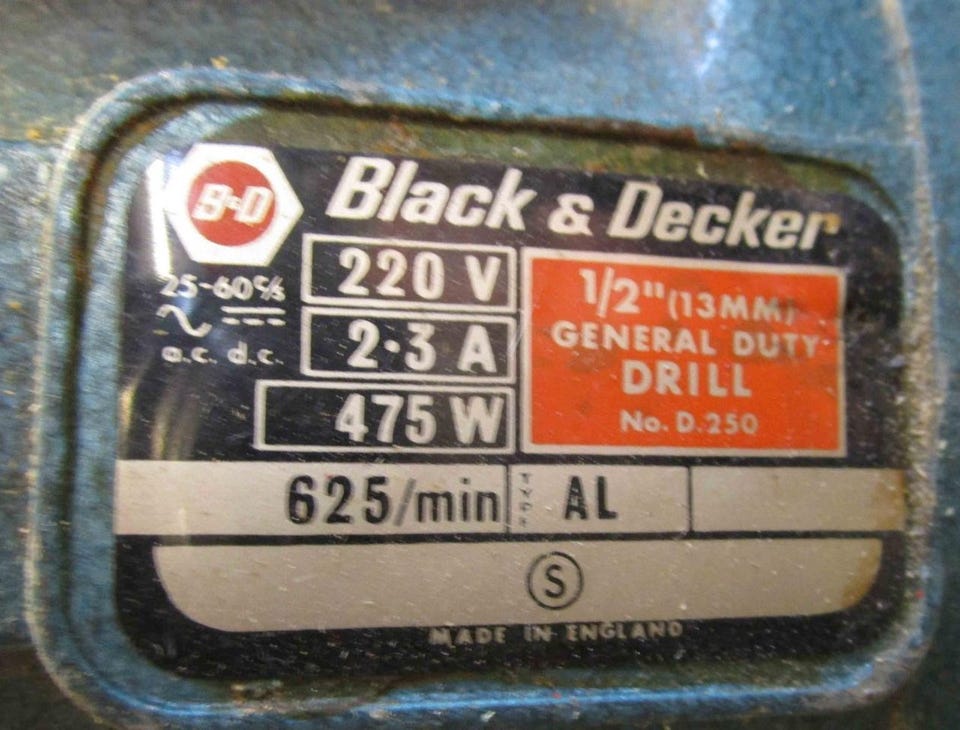 B&D
Black & Decker
25-60c/s
a.c. d.c.
220 V
2·3 A
475 W
1/2" (13MM)
GENERAL DUTY
DRILL
No. D.250
625/min
TYPE
AL
S
MADE IN ENGLAND